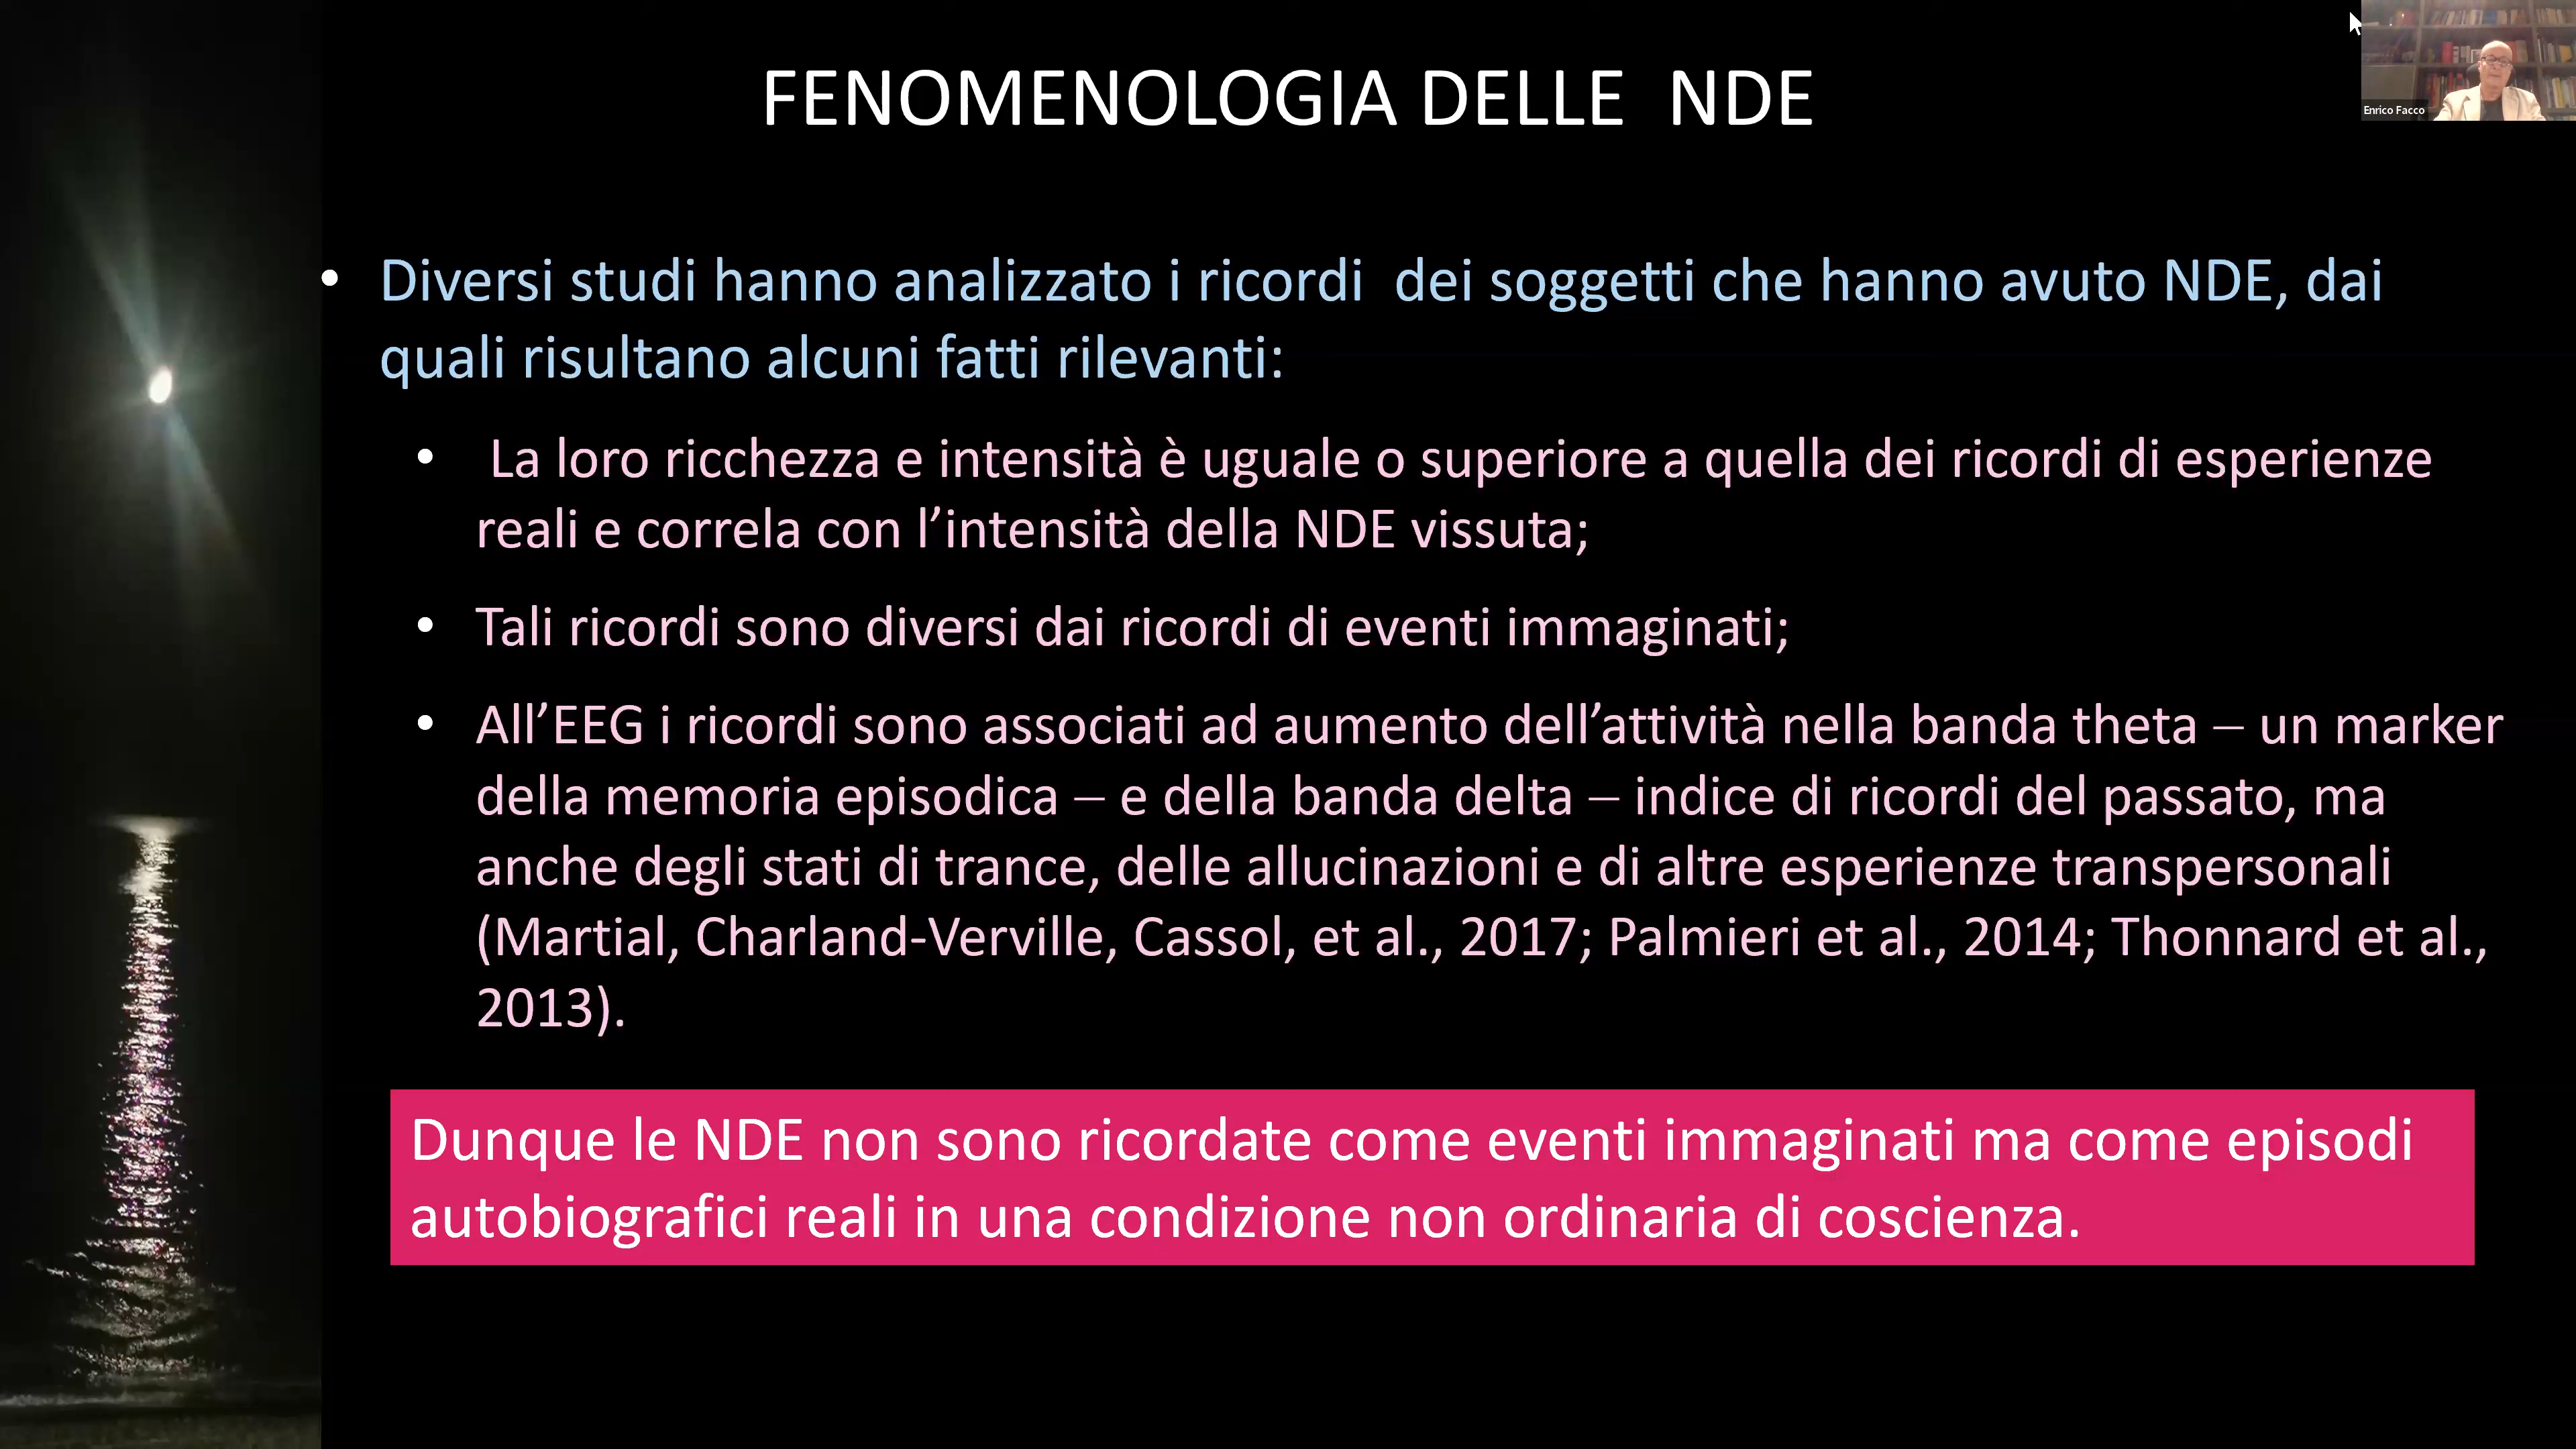 FENOMENOLOGIA DELLE NDE
Enrico Facco
• Diversi studi hanno analizzato i ricordi dei soggetti che hanno avuto NDE, dai
quali risultano alcuni fatti rilevanti:
• La loro ricchezza e intensità è uguale o superiore a quella dei ricordi di esperienze
reali e correla con l’intensità della NDE vissuta;
• Tali ricordi sono diversi dai ricordi di eventi immaginati;
• All’EEG i ricordi sono associati ad aumento dell’attività nella banda theta – un marker
della memoria episodica – e della banda delta – indice di ricordi del passato, ma
anche degli stati di trance, delle allucinazioni e di altre esperienze transpersonali
(Martial, Charland-Verville, Cassol, et al., 2017; Palmieri et al., 2014; Thonnard et al.,
2013).
Dunque le NDE non sono ricordate come eventi immaginati ma come episodi
autobiografici reali in una condizione non ordinaria di coscienza.